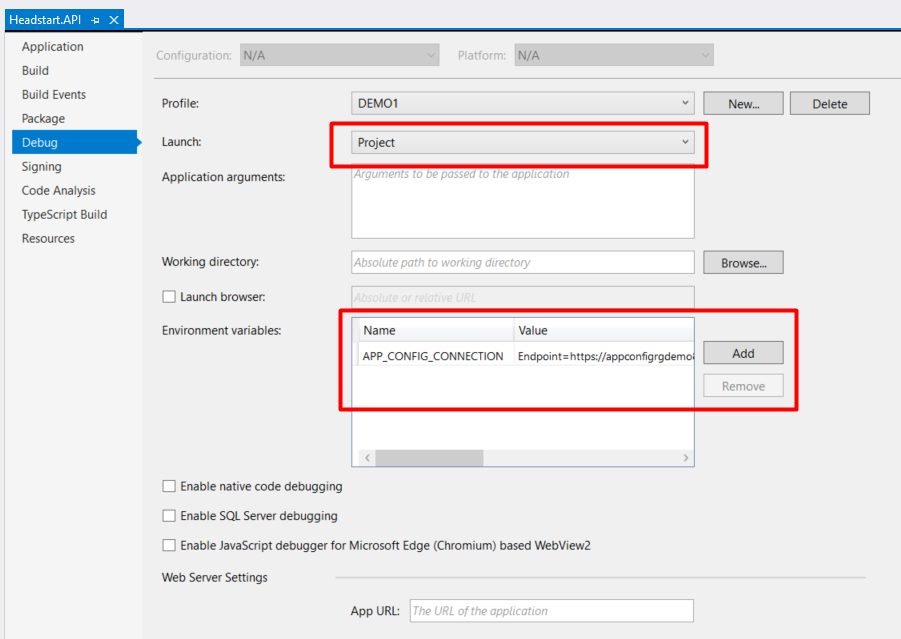 Headstart.API
Application
Build
Build Events
Package
Debug
Signing
Code Analysis
TypeScript Build
Resources
Configuration: N/A Platform: N/A
Profile: DEMO1 New... Delete
Launch: Project
Application arguments: Arguments to be passed to the application
Working directory: Absolute path to working directory Browse...
Launch browser: Absolute or relative URL
Environment variables: Name Value
APP_CONFIG_CONNECTION Endpoint=https://appconfigrgdemo Add
Remove
Enable native code debugging
Enable SQL Server debugging
Enable JavaScript debugger for Microsoft Edge (Chromium) based WebView2
Web Server Settings
App URL: The URL of the application